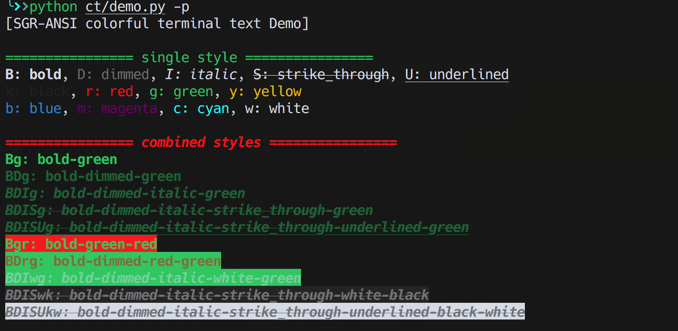 python ct/demo.py -p
[SGR-ANSI colorful terminal text Demo]
================ single style ================
B: bold, D: dimmed, I: italic, S: strike_through, U: underlined
k: black, r: red, g: green, y: yellow
b: blue, m: magenta, c: cyan, w: white
================ combined styles ================
Bg: bold-green
BDg: bold-dimmed-green
BDIg: bold-dimmed-italic-green
BDISg: bold-dimmed-italic-strike_through-green
BDISUg: bold-dimmed-italic-strike_through-underlined-green
Bgr: bold-green-red
BDrg: bold-dimmed-red-green
BDIwg: bold-dimmed-italic-white-green
BDISwk: bold-dimmed-italic-strike_through-white-black
BDISUkw: bold-dimmed-italic-strike_through-underlined-black-white